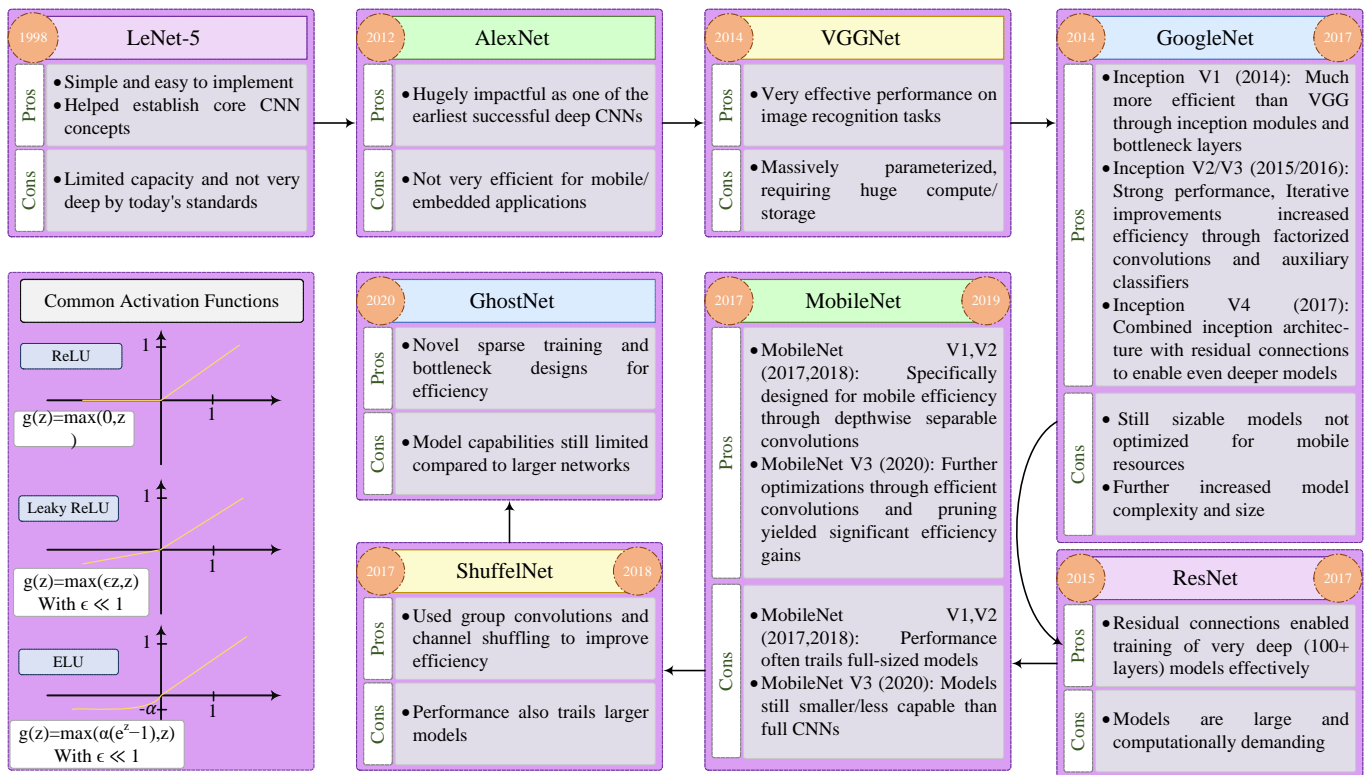 1998
LeNet-5
Pros
•Simple and easy to implement
•Helped establish core CNN
concepts
Cons
•Limited capacity and not very
deep by today's standards
2012
AlexNet
Pros
•Hugely impactful as one of the
earliest successful deep CNNs
Cons
•Not very efficient for mobile/
embedded applications
2014
VGGNet
Pros
•Very effective performance on
image recognition tasks
Cons
•Massively parameterized,
requiring huge compute/
storage
2014
GoogleNet
2017
Pros
•Inception V1 (2014): Much
more efficient than VGG
through inception modules and
bottleneck layers
•Inception V2/V3 (2015/2016):
Strong performance, Iterative
improvements increased
efficiency through factorized
convolutions and auxiliary
classifiers
•Inception V4 (2017):
Combined inception architec-
ture with residual connections
to enable even deeper models
Cons
•Still sizable models not
optimized for mobile
resources
•Further increased model
complexity and size
2015
ResNet
2017
Pros
•Residual connections enabled
training of very deep (100+
layers) models effectively
Cons
•Models are large and
computationally demanding
2017
MobileNet
2019
Pros
•MobileNet V1,V2
(2017,2018): Specifically
designed for mobile efficiency
through depthwise separable
convolutions
•MobileNet V3 (2020): Further
optimizations through efficient
convolutions and pruning
yielded significant efficiency
gains
Cons
•MobileNet V1,V2
(2017,2018): Performance
often trails full-sized models
•MobileNet V3 (2020): Models
still smaller/less capable than
full CNNs
2017
ShuffelNet
2018
Pros
•Used group convolutions and
channel shuffling to improve
efficiency
Cons
•Performance also trails larger
models
2020
GhostNet
Pros
•Novel sparse training and
bottleneck designs for
efficiency
Cons
•Model capabilities still limited
compared to larger networks
Common Activation Functions
ReLU
1
1
g(z)=max(0,z
)
Leaky ReLU
1
1
g(z)=max(ϵz,z)
With ϵ ≪ 1
ELU
1
1
-α
g(z)=max(α(eᶻ−1),z)
With ϵ ≪ 1